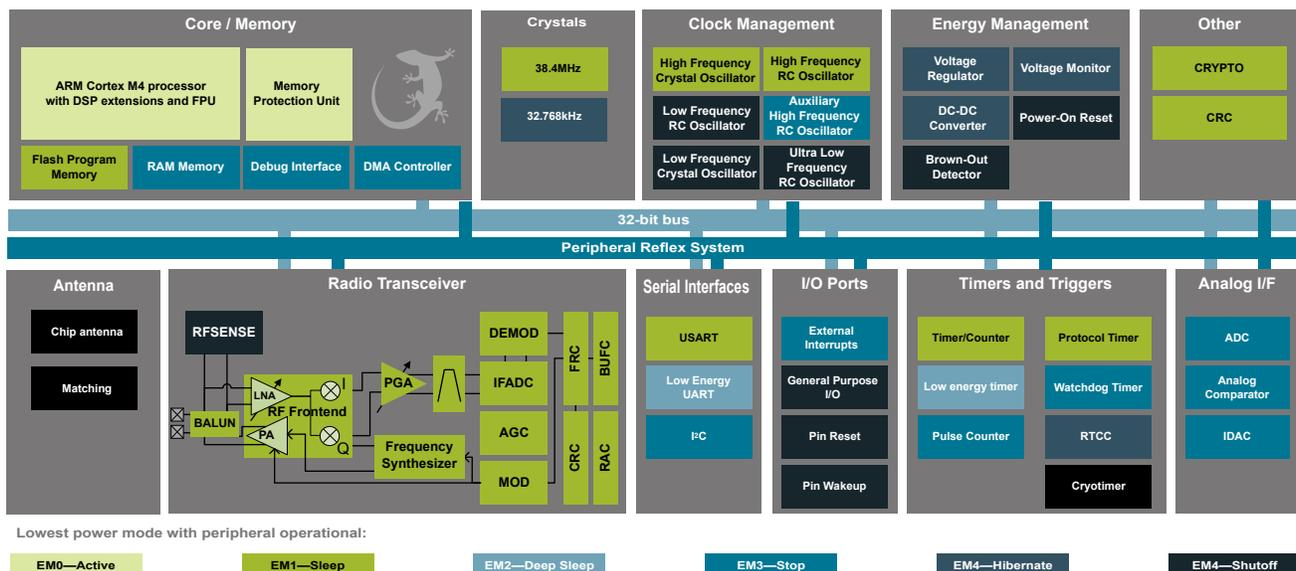 Core / Memory
ARM Cortex M4 processor
with DSP extensions and FPU
Memory
Protection Unit
Flash Program
Memory
RAM Memory
Debug Interface
DMA Controller
Crystals
38.4MHz
32.768kHz
Clock Management
High Frequency
Crystal Oscillator
High Frequency
RC Oscillator
Low Frequency
RC Oscillator
Auxiliary
High Frequency
RC Oscillator
Low Frequency
Crystal Oscillator
Ultra Low
Frequency
RC Oscillator
Energy Management
Voltage
Regulator
Voltage Monitor
DC-DC
Converter
Power-On Reset
Brown-Out
Detector
Other
CRYPTO
CRC
32-bit bus
Peripheral Reflex System
Antenna
Chip antenna
Matching
Radio Transceiver
RFSENSE
LNA
I
RF Frontend
BALUN
PA
Q
PGA
Frequency
Synthesizer
DEMOD
IFADC
AGC
MOD
FRC
BUFC
CRC
RAC
Serial Interfaces
USART
Low Energy
UART
I²C
I/O Ports
External
Interrupts
General Purpose
I/O
Pin Reset
Pin Wakeup
Timers and Triggers
Timer/Counter
Protocol Timer
Low energy timer
Watchdog Timer
Pulse Counter
RTCC
Cryotimer
Analog I/F
ADC
Analog
Comparator
IDAC
Lowest power mode with peripheral operational:
EM0—Active
EM1—Sleep
EM2—Deep Sleep
EM3—Stop
EM4—Hibernate
EM4—Shutoff